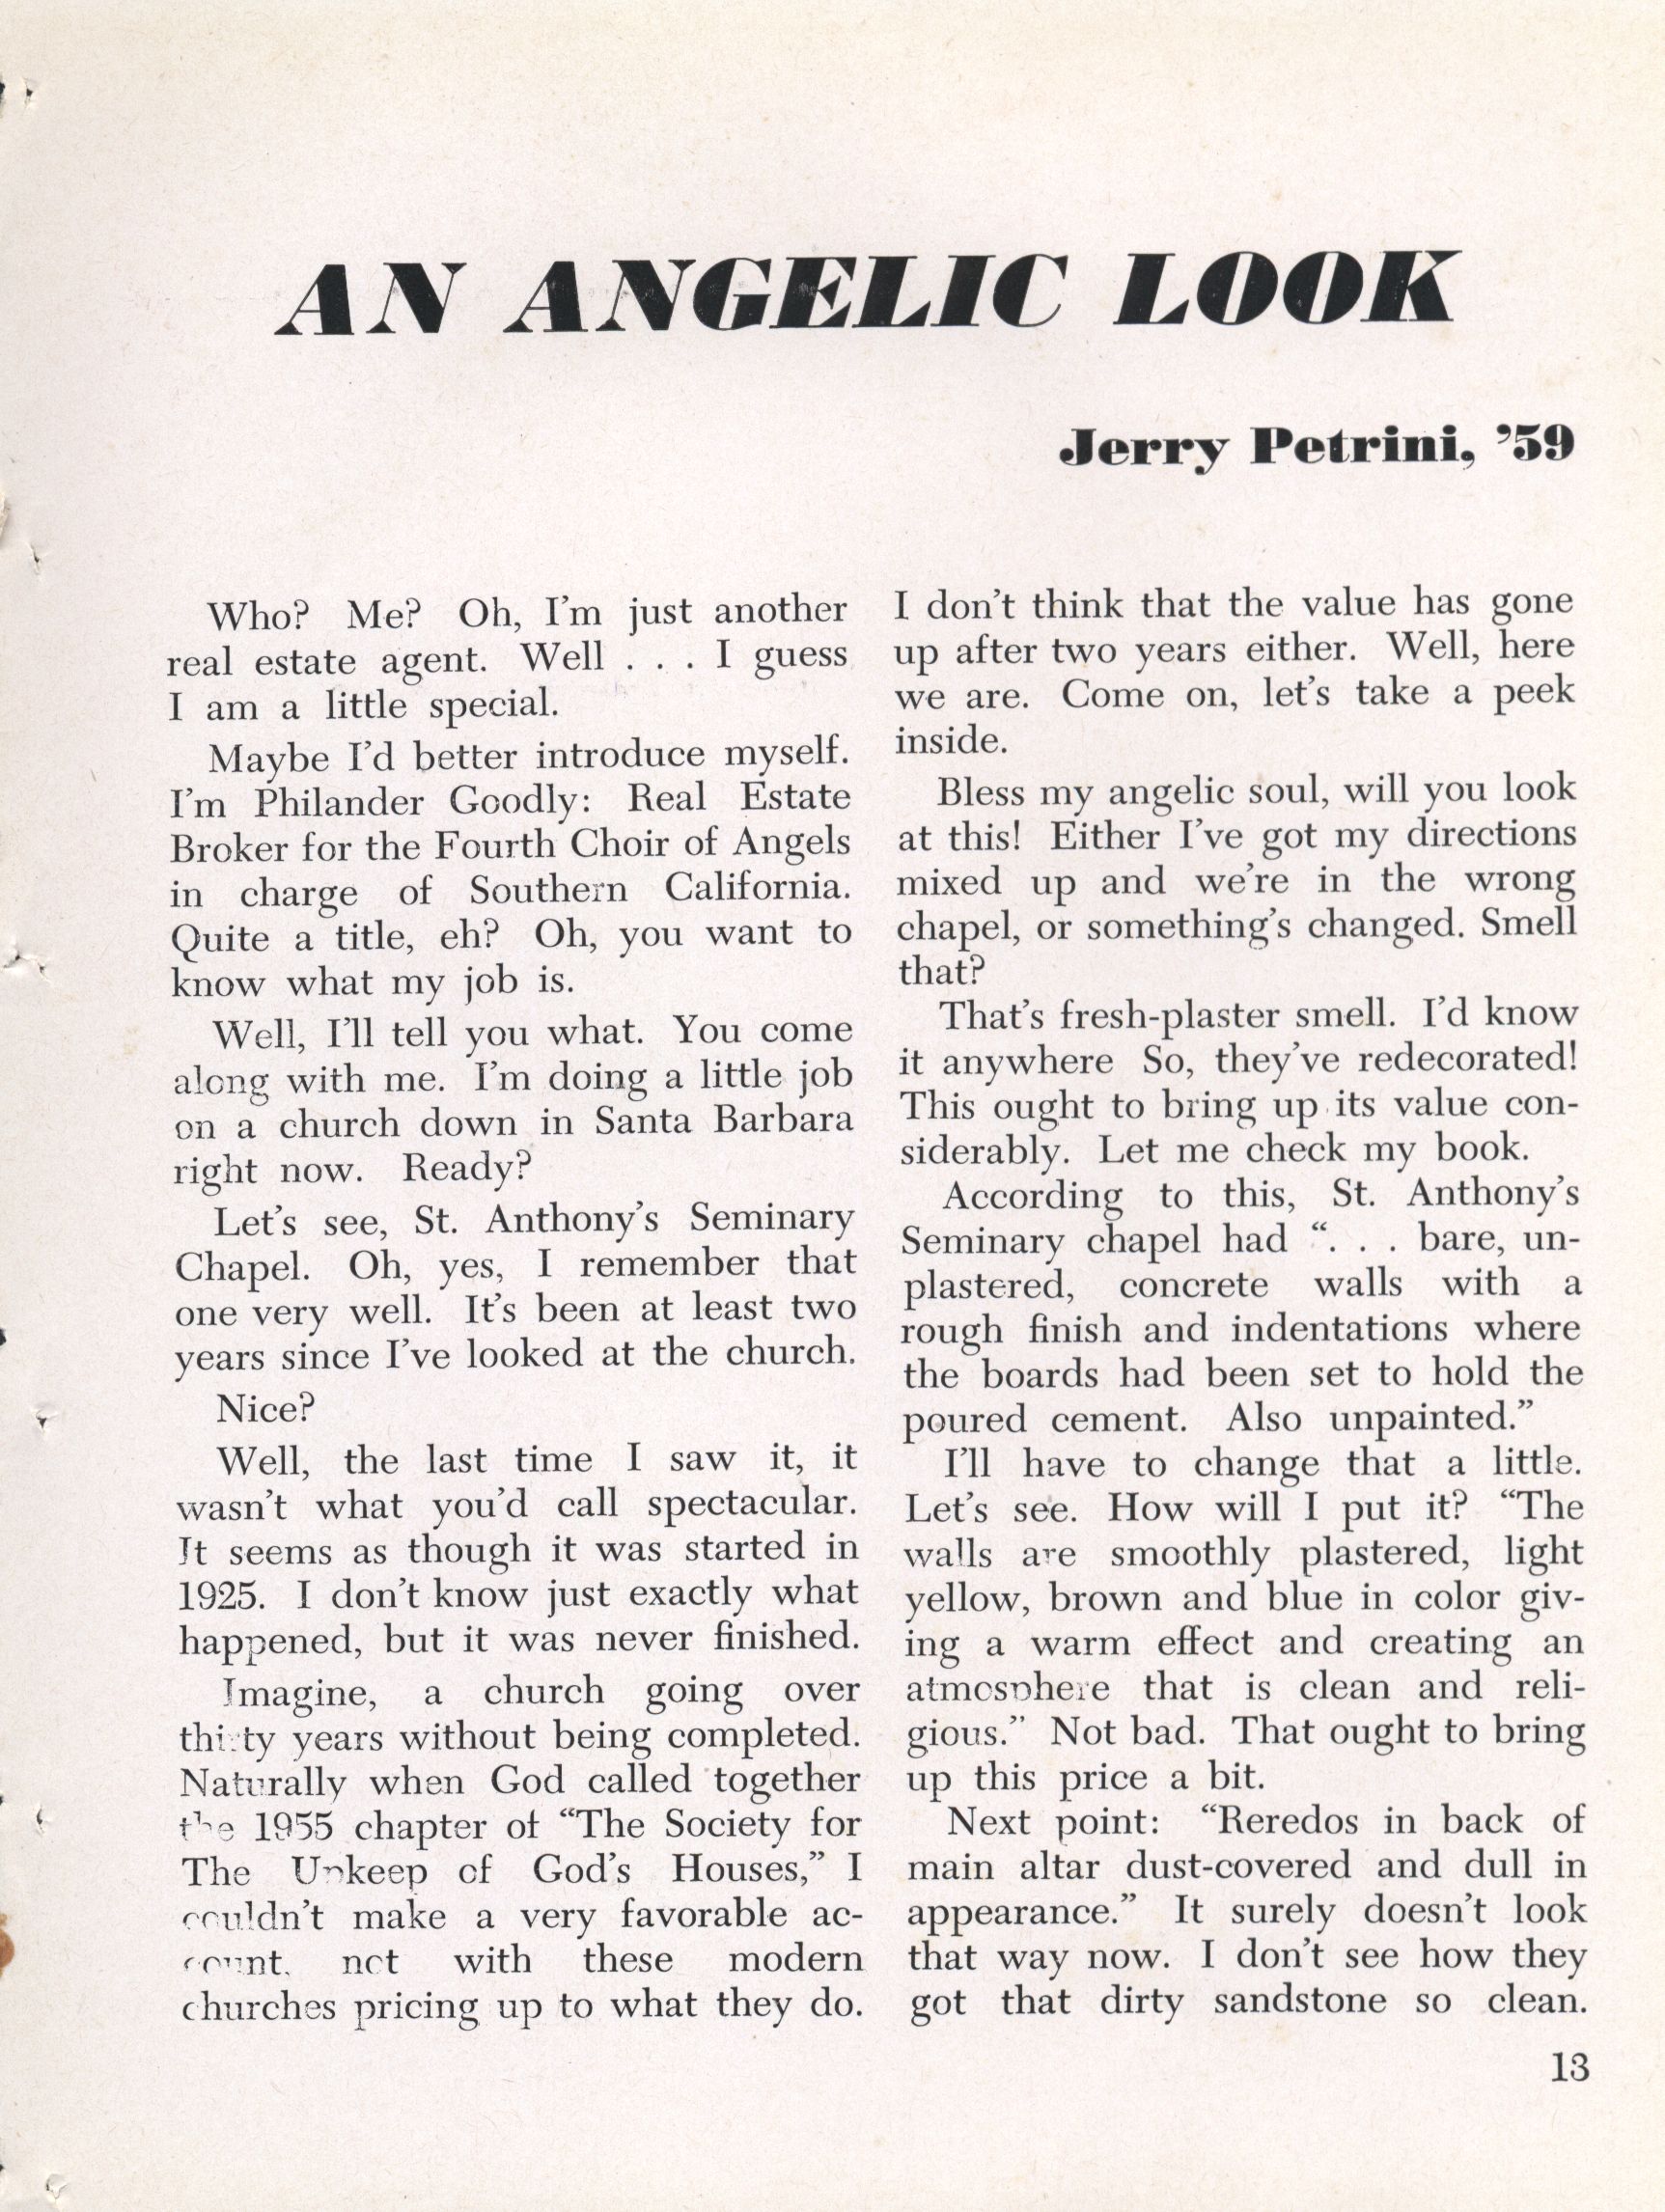 AN ANGELIC LOOK
Jerry Petrini, ’59
Who? Me? Oh, I’m just another
real estate agent. Well . . . I guess
I am a little special.
Maybe I’d better introduce myself.
I’m Philander Goodly: Real Estate
Broker for the Fourth Choir of Angels
in charge of Southern California.
Quite a title, eh? Oh, you want to
know what my job is.
Well, I’ll tell you what. You come
along with me. I’m doing a little job
on a church down in Santa Barbara
right now. Ready?
Let’s see, St. Anthony’s Seminary
Chapel. Oh, yes, I remember that
one very well. It’s been at least two
years since I’ve looked at the church.
Nice?
Well, the last time I saw it, it
wasn’t what you’d call spectacular.
It seems as though it was started in
1925. I don’t know just exactly what
happened, but it was never finished.
Imagine, a church going over
thirty years without being completed.
Naturally when God called together
the 1955 chapter of “The Society for
The Upkeep of God’s Houses,” I
couldn’t make a very favorable ac-
count, not with these modern
churches pricing up to what they do.
I don’t think that the value has gone
up after two years either. Well, here
we are. Come on, let’s take a peek
inside.
Bless my angelic soul, will you look
at this! Either I’ve got my directions
mixed up and we’re in the wrong
chapel, or something’s changed. Smell
that?
That’s fresh-plaster smell. I’d know
it anywhere So, they’ve redecorated!
This ought to bring up its value con-
siderably. Let me check my book.
According to this, St. Anthony’s
Seminary chapel had “. . . bare, un-
plastered, concrete walls with a
rough finish and indentations where
the boards had been set to hold the
poured cement. Also unpainted.”
I’ll have to change that a little.
Let’s see. How will I put it? “The
walls are smoothly plastered, light
yellow, brown and blue in color giv-
ing a warm effect and creating an
atmosphere that is clean and reli-
gious.” Not bad. That ought to bring
up this price a bit.
Next point: “Reredos in back of
main altar dust-covered and dull in
appearance.” It surely doesn’t look
that way now. I don’t see how they
got that dirty sandstone so clean.
13